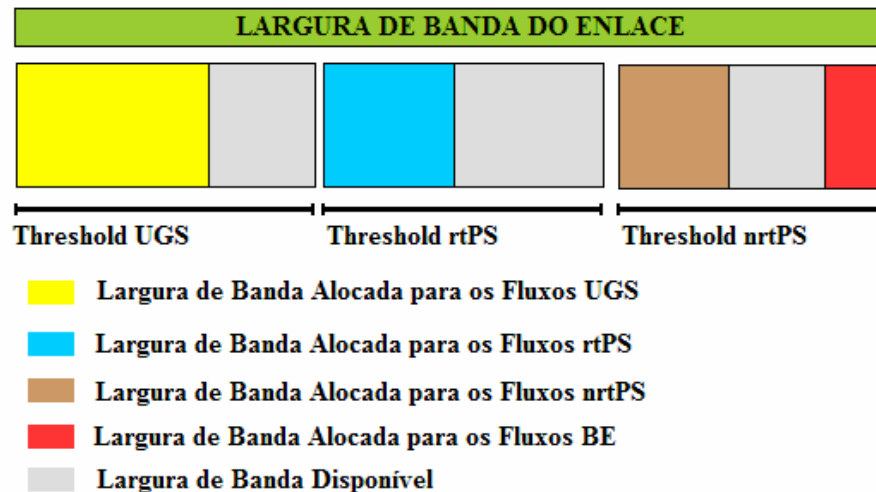 LARGURA DE BANDA DO ENLACE
Threshold UGS
Threshold rtPS
Threshold nrtPS
Largura de Banda Alocada para os Fluxos UGS
Largura de Banda Alocada para os Fluxos rtPS
Largura de Banda Alocada para os Fluxos nrtPS
Largura de Banda Alocada para os Fluxos BE
Largura de Banda Disponível